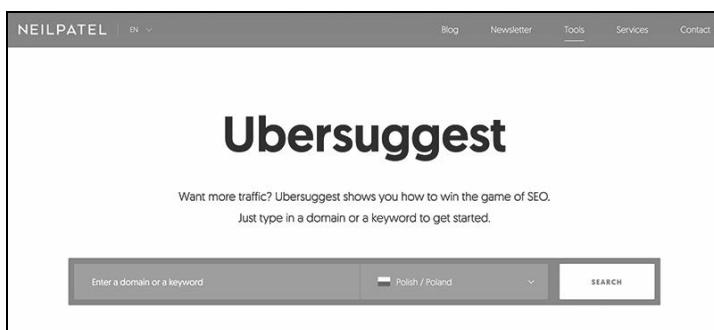 NEILPATEL EN Blog Newsletter Tools Services Contact
Ubersuggest
Want more traffic? Ubersuggest shows you how to win the game of SEO.
Just type in a domain or a keyword to get started.
Enter a domain or a keyword Polish / Poland SEARCH